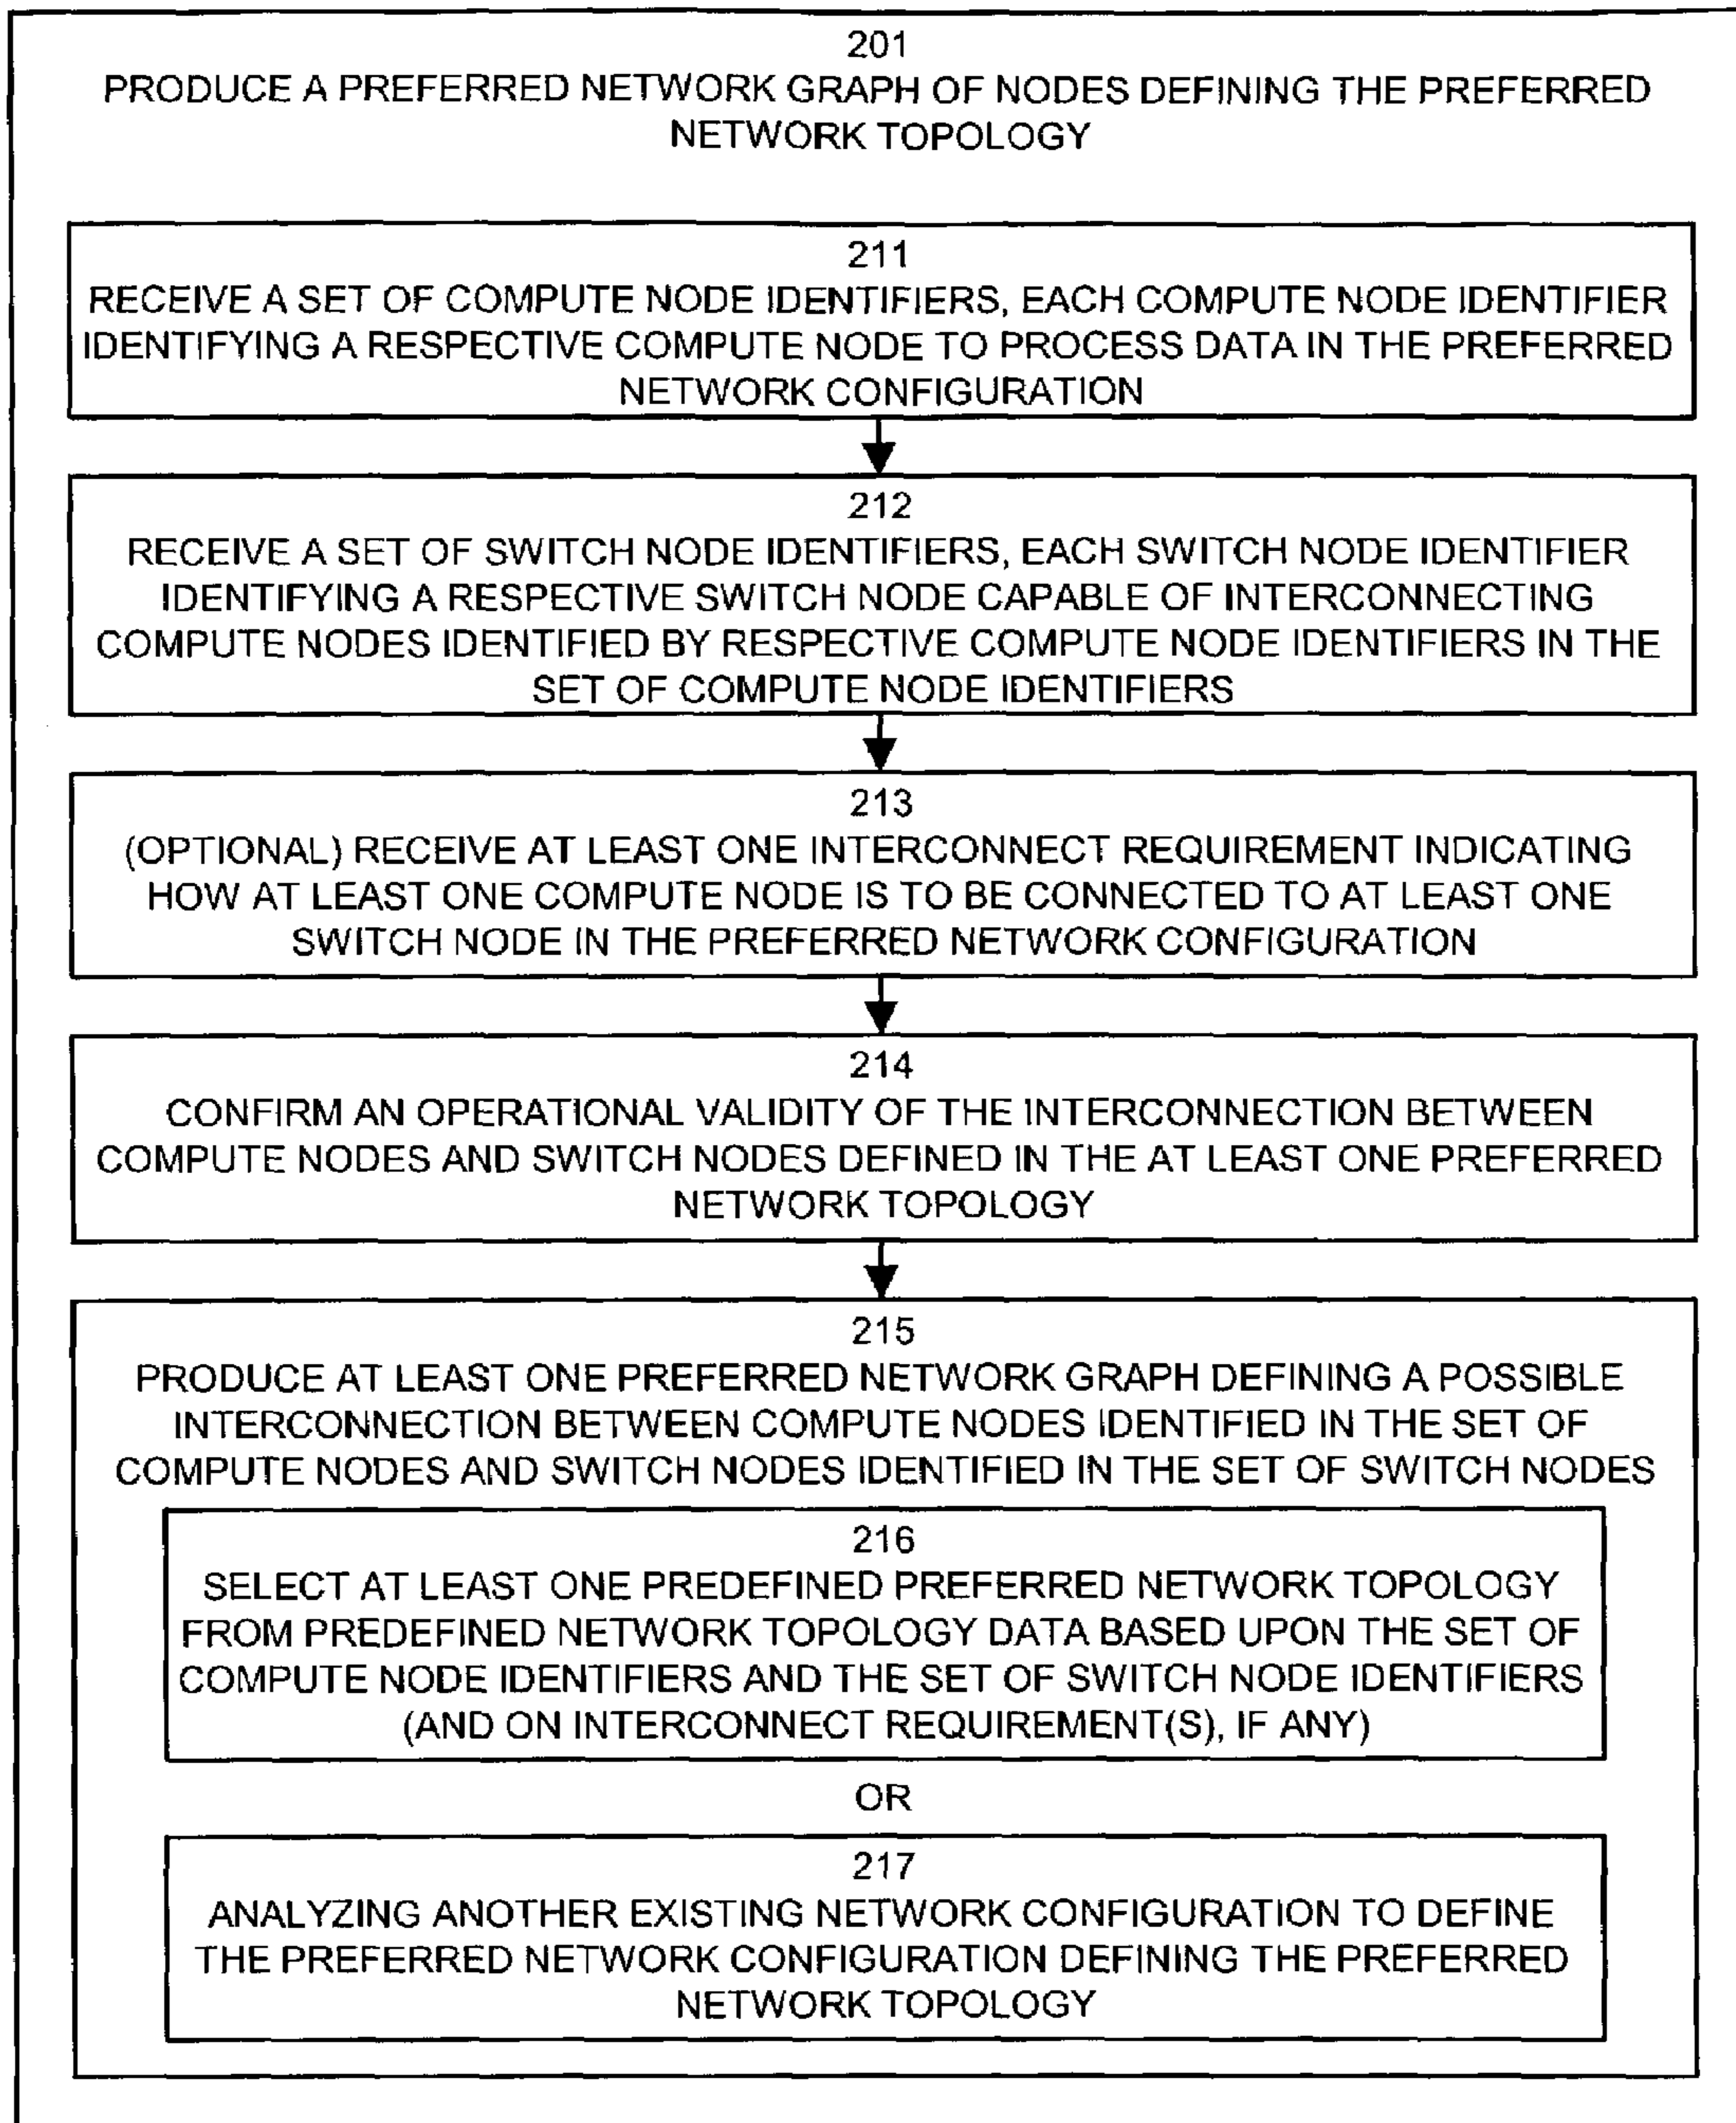 201
PRODUCE A PREFERRED NETWORK GRAPH OF NODES DEFINING THE PREFERRED
NETWORK TOPOLOGY
211
RECEIVE A SET OF COMPUTE NODE IDENTIFIERS, EACH COMPUTE NODE IDENTIFIER
IDENTIFYING A RESPECTIVE COMPUTE NODE TO PROCESS DATA IN THE PREFERRED
NETWORK CONFIGURATION
212
RECEIVE A SET OF SWITCH NODE IDENTIFIERS, EACH SWITCH NODE IDENTIFIER
IDENTIFYING A RESPECTIVE SWITCH NODE CAPABLE OF INTERCONNECTING
COMPUTE NODES IDENTIFIED BY RESPECTIVE COMPUTE NODE IDENTIFIERS IN THE
SET OF COMPUTE NODE IDENTIFIERS
213
(OPTIONAL) RECEIVE AT LEAST ONE INTERCONNECT REQUIREMENT INDICATING
HOW AT LEAST ONE COMPUTE NODE IS TO BE CONNECTED TO AT LEAST ONE
SWITCH NODE IN THE PREFERRED NETWORK CONFIGURATION
214
CONFIRM AN OPERATIONAL VALIDITY OF THE INTERCONNECTION BETWEEN
COMPUTE NODES AND SWITCH NODES DEFINED IN THE AT LEAST ONE PREFERRED
NETWORK TOPOLOGY
215
PRODUCE AT LEAST ONE PREFERRED NETWORK GRAPH DEFINING A POSSIBLE
INTERCONNECTION BETWEEN COMPUTE NODES IDENTIFIED IN THE SET OF
COMPUTE NODES AND SWITCH NODES IDENTIFIED IN THE SET OF SWITCH NODES
216
SELECT AT LEAST ONE PREDEFINED PREFERRED NETWORK TOPOLOGY
FROM PREDEFINED NETWORK TOPOLOGY DATA BASED UPON THE SET OF
COMPUTE NODE IDENTIFIERS AND THE SET OF SWITCH NODE IDENTIFIERS
(AND ON INTERCONNECT REQUIREMENT(S), IF ANY)
OR
217
ANALYZING ANOTHER EXISTING NETWORK CONFIGURATION TO DEFINE
THE PREFERRED NETWORK CONFIGURATION DEFINING THE PREFERRED
NETWORK TOPOLOGY